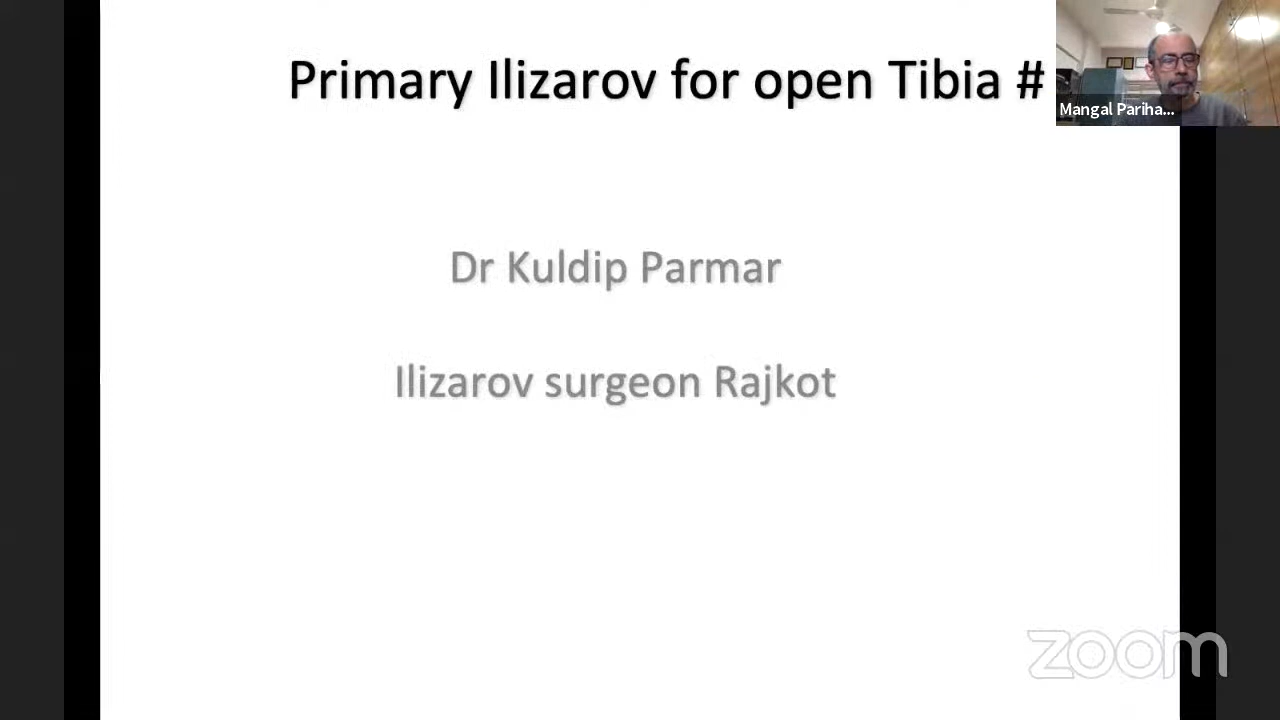 Primary Ilizarov for open Tibia #
Mangal Pariha...
Dr Kuldip Parmar
Ilizarov surgeon Rajkot
zoom